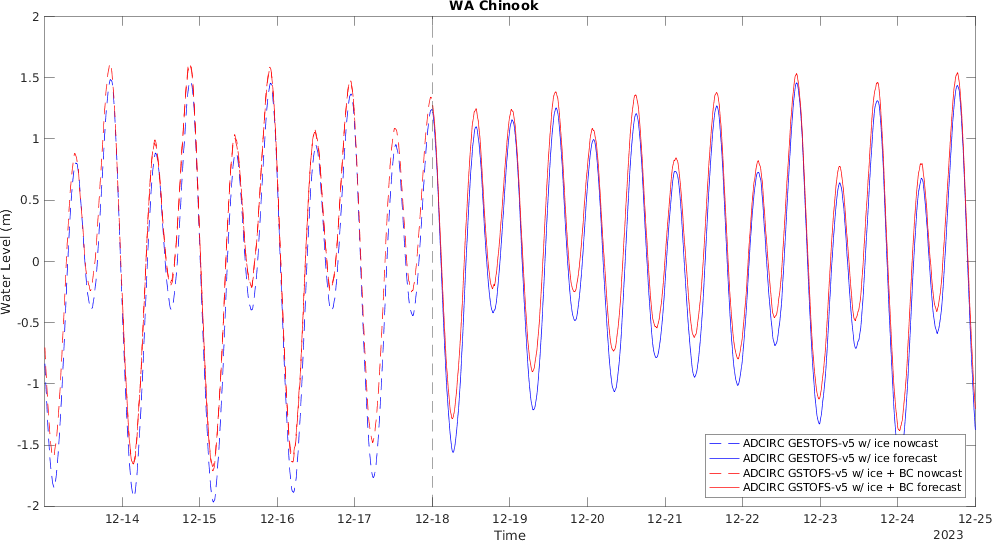 WA Chinook
2
1.5
1
0.5
0
-0.5
-1
-1.5
-2
Water Level (m)
12-14 12-15 12-16 12-17 12-18 12-19 12-20 12-21 12-22 12-23 12-24 12-25
Time
2023
ADCIRC GESTOFS-v5 w/ ice nowcast
ADCIRC GESTOFS-v5 w/ ice forecast
ADCIRC GSTOFS-v5 w/ ice + BC nowcast
ADCIRC GSTOFS-v5 w/ ice + BC forecast